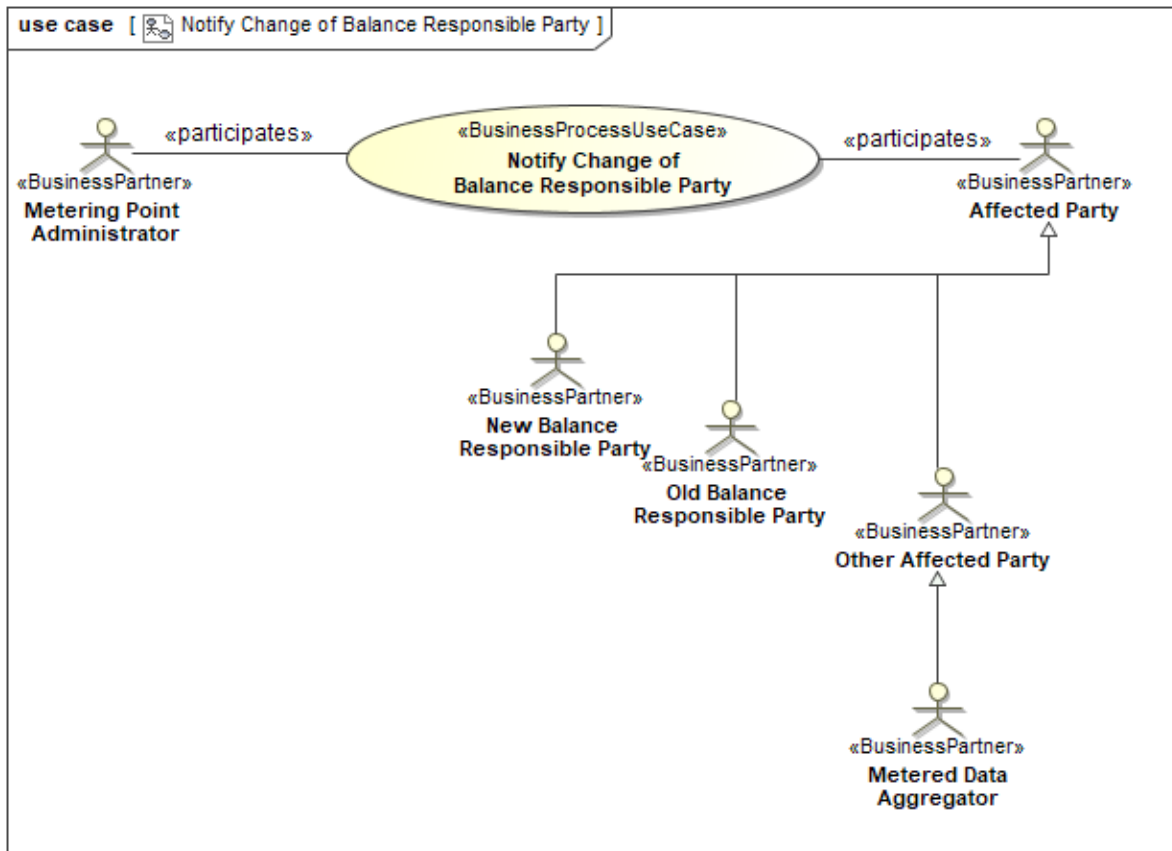 use case [ Notify Change of Balance Responsible Party ]
«participates»
«BusinessProcessUseCase»
Notify Change of
Balance Responsible Party
«participates»
«BusinessPartner»
Metering Point
Administrator
«BusinessPartner»
Affected Party
«BusinessPartner»
New Balance
Responsible Party
«BusinessPartner»
Old Balance
Responsible Party
«BusinessPartner»
Other Affected Party
«BusinessPartner»
Metered Data
Aggregator